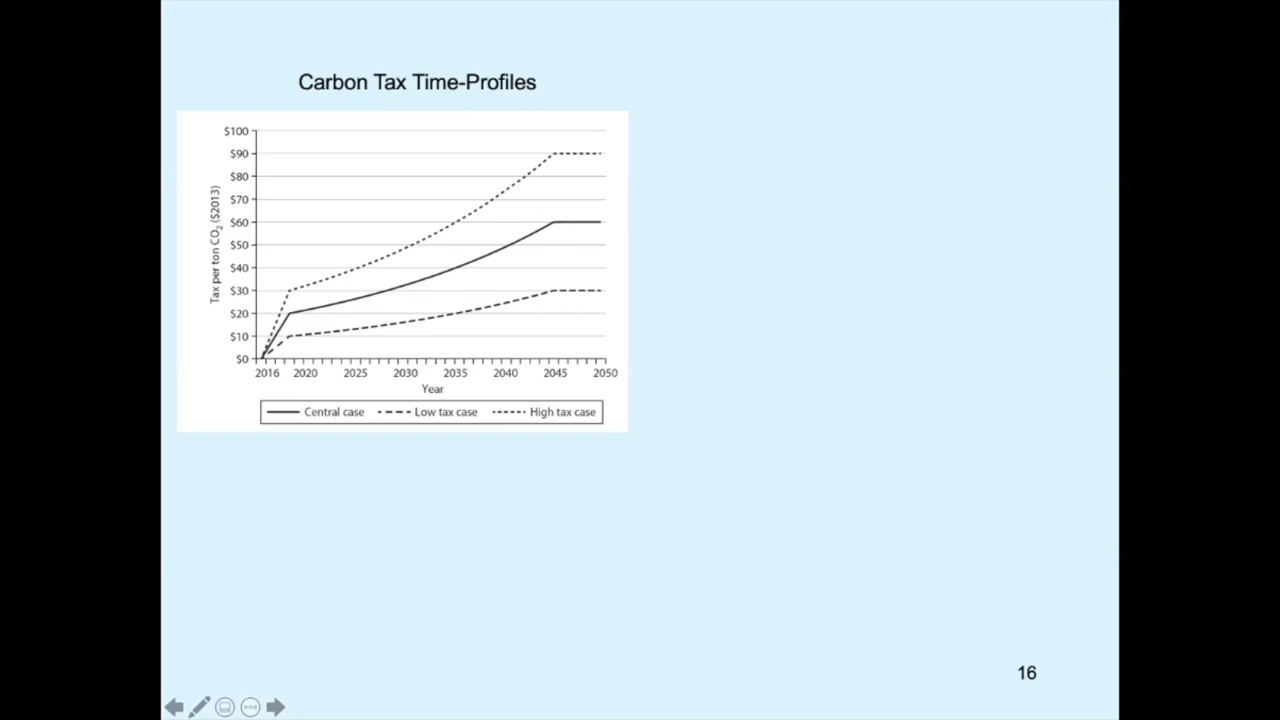 Carbon Tax Time-Profiles
$100
$90
$80
$70
$60
$50
$40
$30
$20
$10
$0
Tax per ton CO2 ($2013)
2016 2020 2025 2030 2035 2040 2045 2050
Year
Central case Low tax case High tax case
16